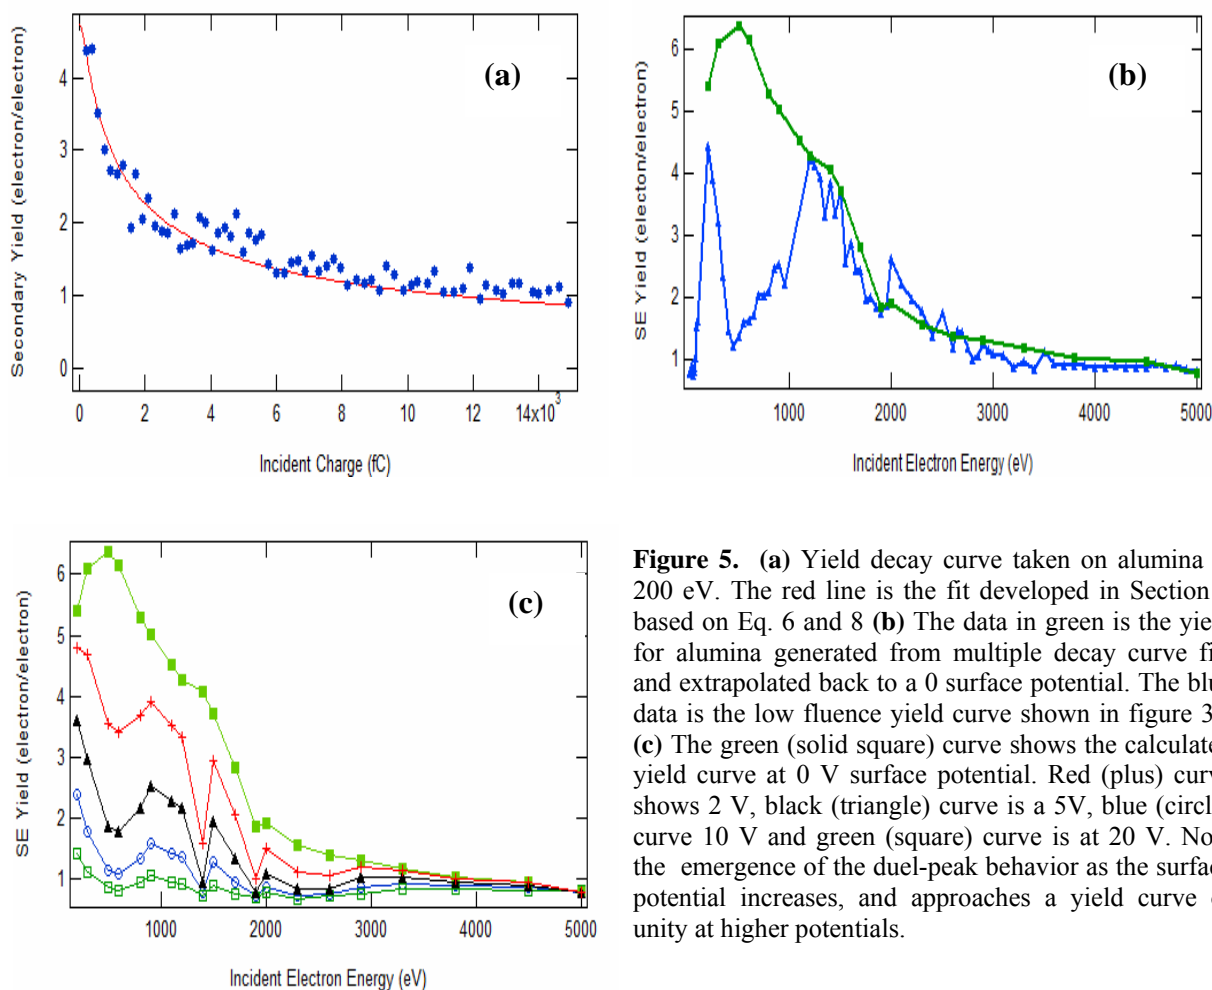 (a)
Secondary Yield (electron/electron)
4
3
2
1
0
0 2 4 6 8 10 12 14x10³
Incident Charge (fC)
(b)
SE Yield (electon/electron)
6
5
4
3
2
1
1000 2000 3000 4000 5000
Incident Electron Energy (eV)
(c)
SE Yield (electron/electron)
6
5
4
3
2
1
1000 2000 3000 4000 5000
Incident Electron Energy (eV)
Figure 5. (a) Yield decay curve taken on alumina
200 eV. The red line is the fit developed in Section
based on Eq. 6 and 8 (b) The data in green is the yie
for alumina generated from multiple decay curve fi
and extrapolated back to a 0 surface potential. The blu
data is the low fluence yield curve shown in figure 3
(c) The green (solid square) curve shows the calculate
yield curve at 0 V surface potential. Red (plus) curv
shows 2 V, black (triangle) curve is a 5V, blue (circl
curve 10 V and green (square) curve is at 20 V. No
the emergence of the duel-peak behavior as the surfac
potential increases, and approaches a yield curve
unity at higher potentials.